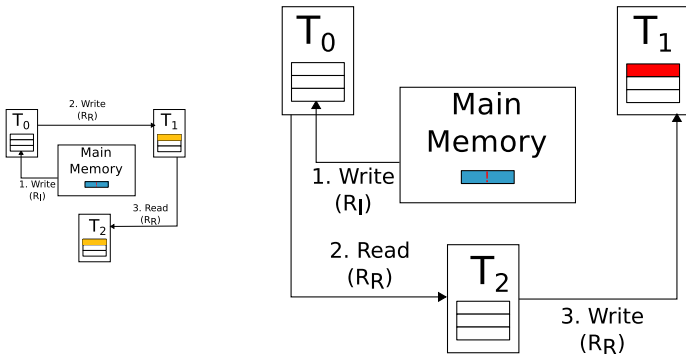 2. Write
(RR)
T0
T1
Main
Memory
!
1. Write
(RI)
3. Read
(RR)
T2
T0
T1
Main
Memory
!
1. Write
(RI)
2. Read
(RR)
T2
3. Write
(RR)